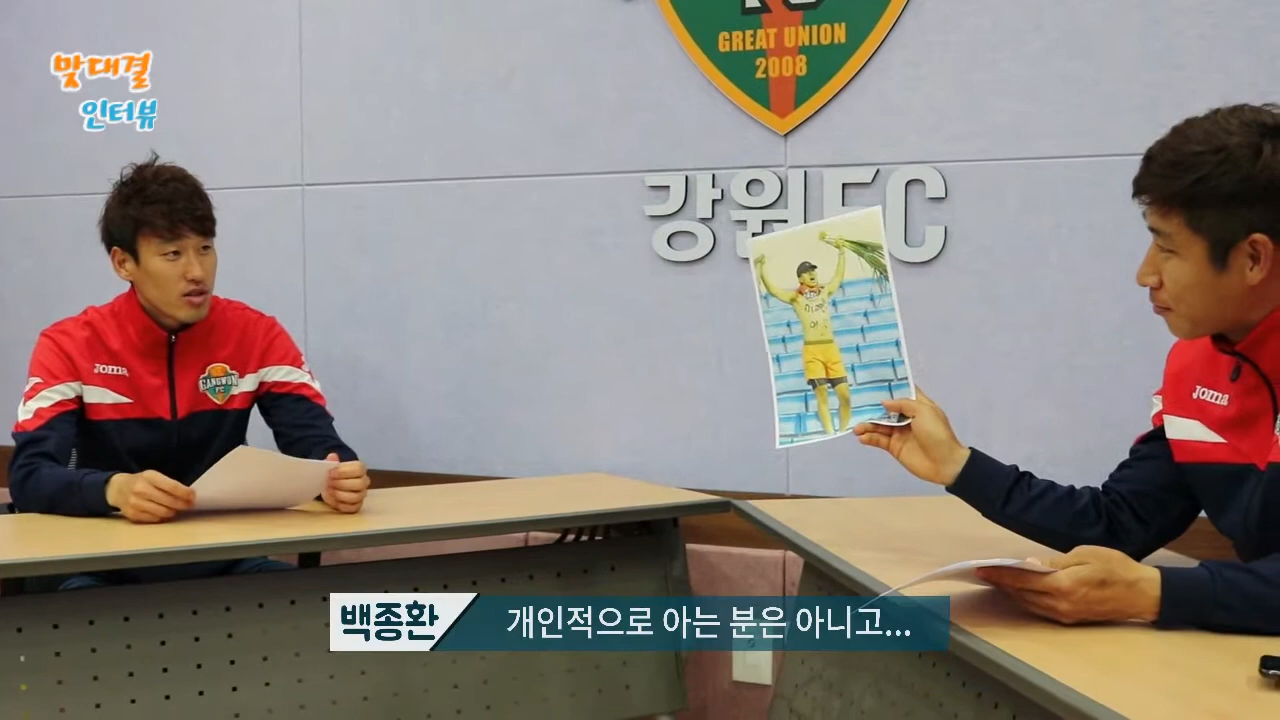 맞대결
인터뷰
GREAT UNION
2008
강원FC
joma
GANGWON
FC
joma
백종환
개인적으로 아는 분은 아니고...